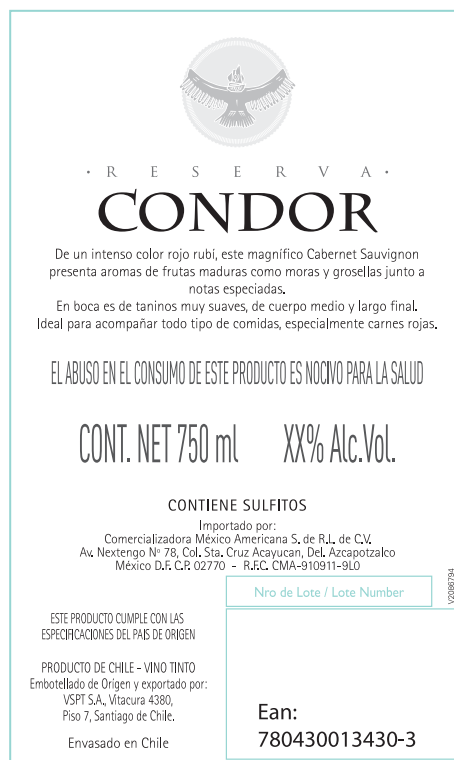 · RESERVA ·
CONDOR
De un intenso color rojo rubí, este magnífico Cabernet Sauvignon
presenta aromas de frutas maduras como moras y grosellas junto a
notas especiadas.
En boca es de taninos muy suaves, de cuerpo medio y largo final.
Ideal para acompañar todo tipo de comidas, especialmente carnes rojas.
EL ABUSO EN EL CONSUMO DE ESTE PRODUCTO ES NOCIVO PARA LA SALUD
CONT. NET 750 ml XX% Alc.Vol.
CONTIENE SULFITOS
Importado por:
Comercializadora México Americana S. de R.L. de C.V.
Av. Nextengo Nº 78, Col. Sta. Cruz Acayucan, Del. Azcapotzalco
México D.F. C.P. 02770 - R.F.C. CMA-910911-9L0
Nro de Lote / Lote Number
V2086794
ESTE PRODUCTO CUMPLE CON LAS
ESPECIFICACIONES DEL PAIS DE ORIGEN
PRODUCTO DE CHILE - VINO TINTO
Embotellado de Orígen y exportado por:
VSPT S.A., Vitacura 4380,
Piso 7, Santiago de Chile.
Envasado en Chile
Ean:
780430013430-3